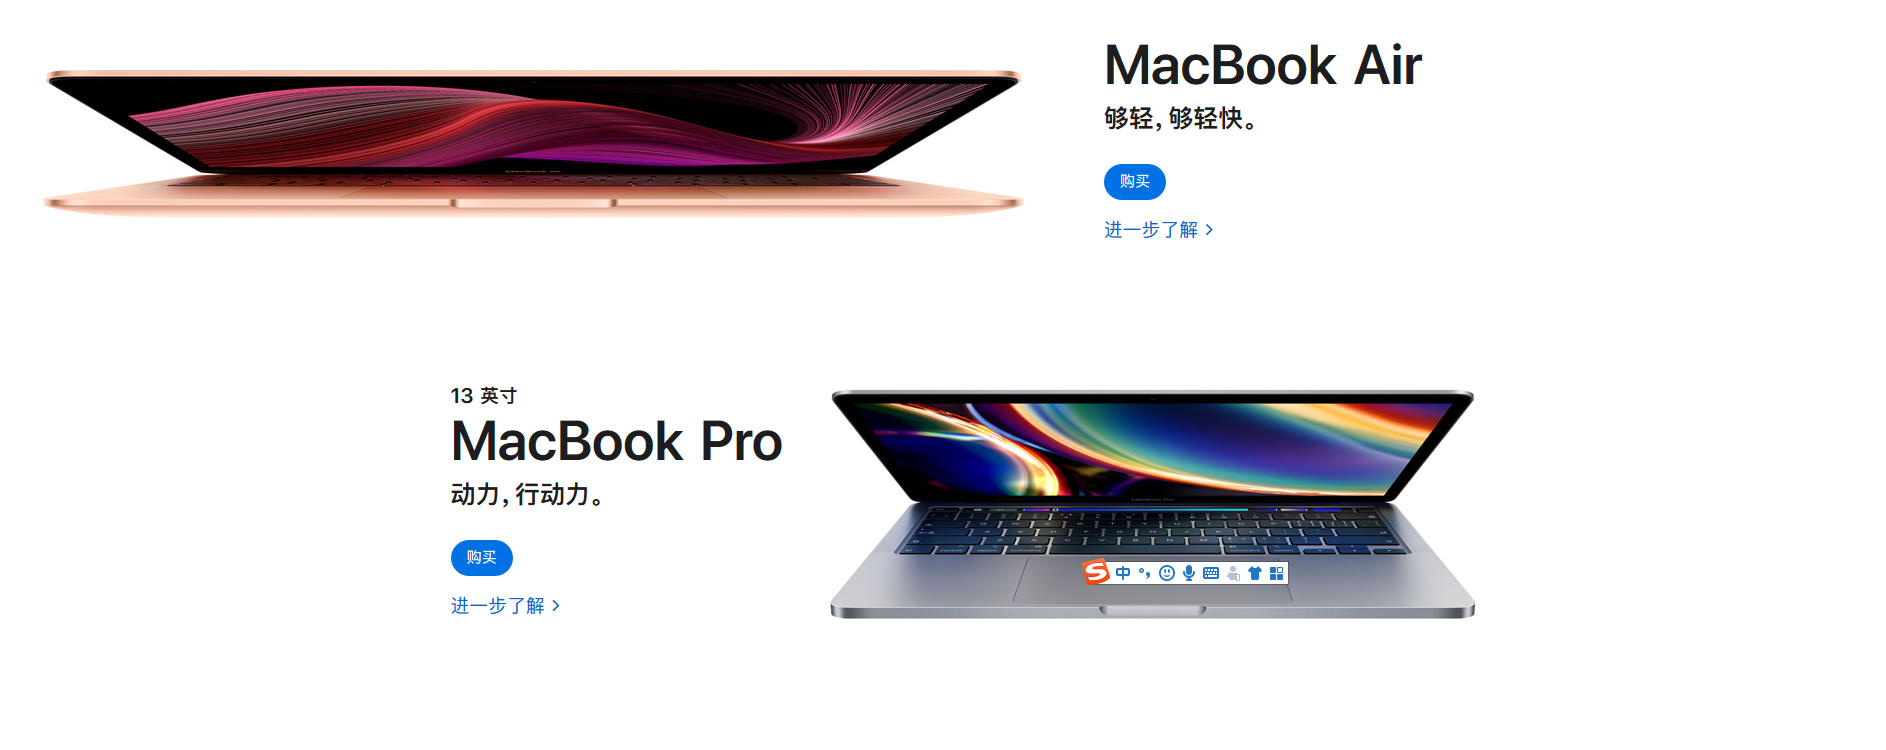 MacBook Air
够轻，够轻快。
购买
进一步了解 >
13 英寸
MacBook Pro
动力，行动力。
购买
进一步了解 >
中